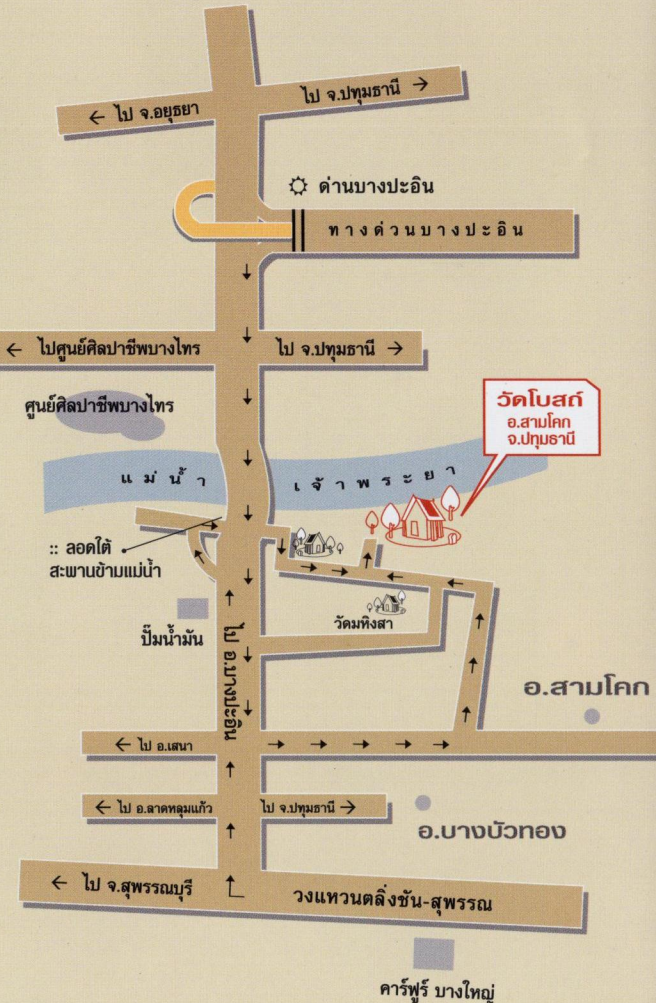 ← ไป จ.อยุธยา
ไป จ.ปทุมธานี →
ด่านบางปะอิน
ทางด่วนบางปะอิน
← ไปศูนย์ศิลปาชีพบางไทร
ไป จ.ปทุมธานี →
ศูนย์ศิลปาชีพบางไทร
วัดโบสถ์
อ.สามโคก
จ.ปทุมธานี
แม่น้ำ เจ้าพระยา
:: ลอดใต้
สะพานข้ามแม่น้ำ
วัดมหิงสา
ปั๊มน้ำมัน
ไป อ.บางปะอิน
อ.สามโคก
← ไป อ.เสนา
← ไป อ.ลาดหลุมแก้ว
ไป จ.ปทุมธานี →
อ.บางบัวทอง
← ไป จ.สุพรรณบุรี
วงแหวนตลิ่งชัน-สุพรรณ
คาร์ฟูร์ บางใหญ่